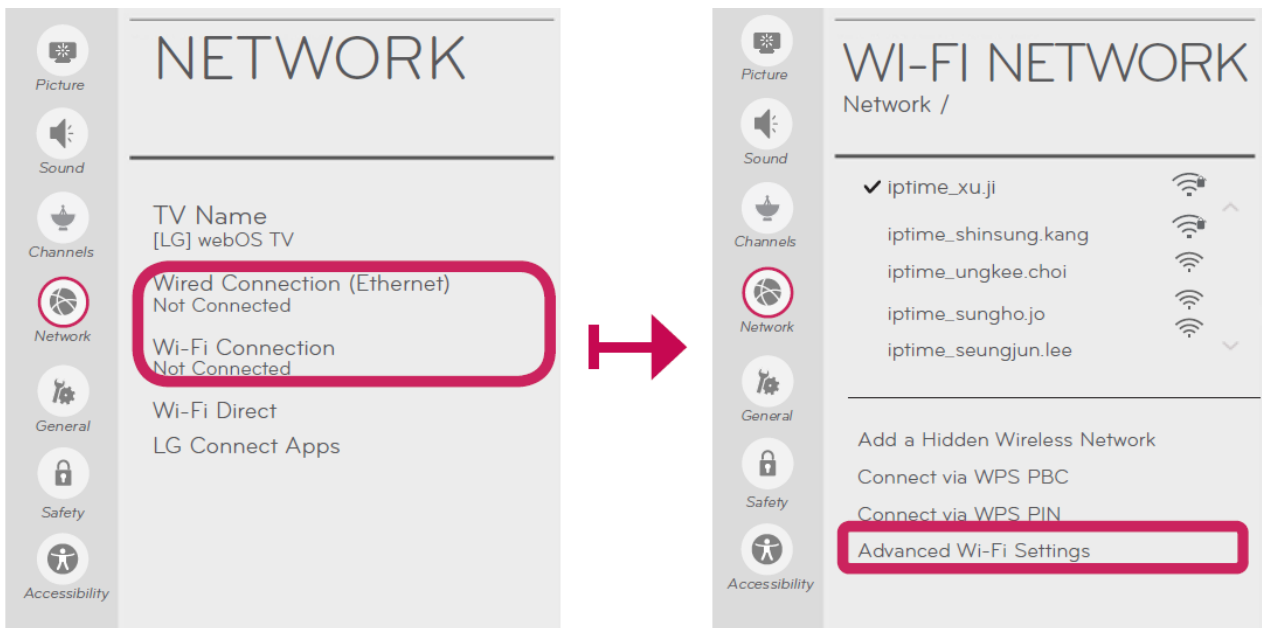 NETWORK
Picture
Sound
Channels
Network
General
Safety
Accessibility
TV Name
[LG] webOS TV
Wired Connection (Ethernet)
Not Connected
Wi-Fi Connection
Not Connected
Wi-Fi Direct
LG Connect Apps
WI-FI NETWORK
Network /
Picture
Sound
Channels
Network
General
Safety
Accessibility
iptime_xu.ji
iptime_shinsung.kang
iptime_ungkee.choi
iptime_sungho.jo
iptime_seungjun.lee
Add a Hidden Wireless Network
Connect via WPS PBC
Connect via WPS PIN
Advanced Wi-Fi Settings